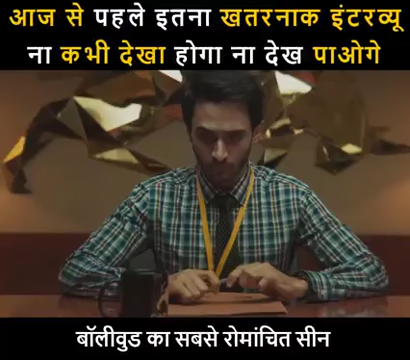 आज से पहले इतना खतरनाक इंटरव्यू
ना कभी देखा होगा ना देख पाओगे
बॉलीवुड का सबसे रोमांचित सीन